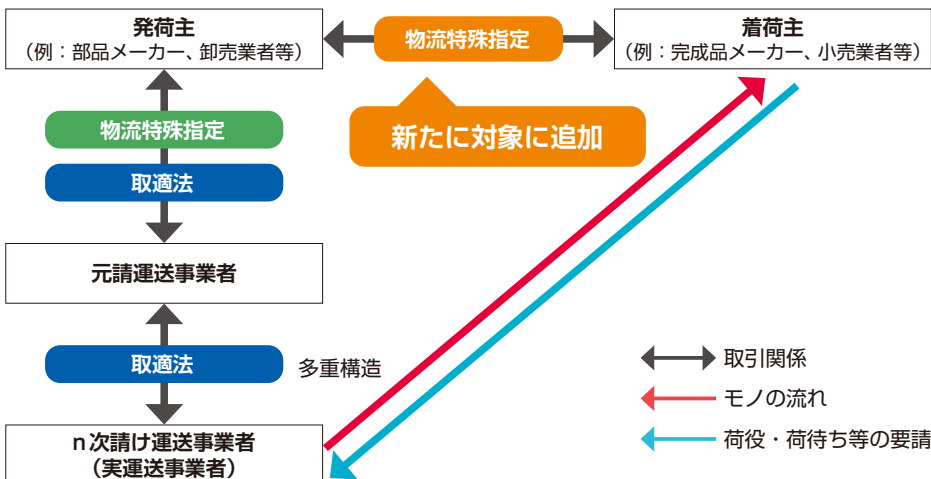 発荷主
（例：部品メーカー、卸売業者等）
物流特殊指定
着荷主
（例：完成品メーカー、小売業者等）
物流特殊指定
新たに対象に追加
取適法
元請運送事業者
取適法
多重構造
n次請け運送事業者
（実運送事業者）
取引関係
モノの流れ
荷役・荷待ち等の要請